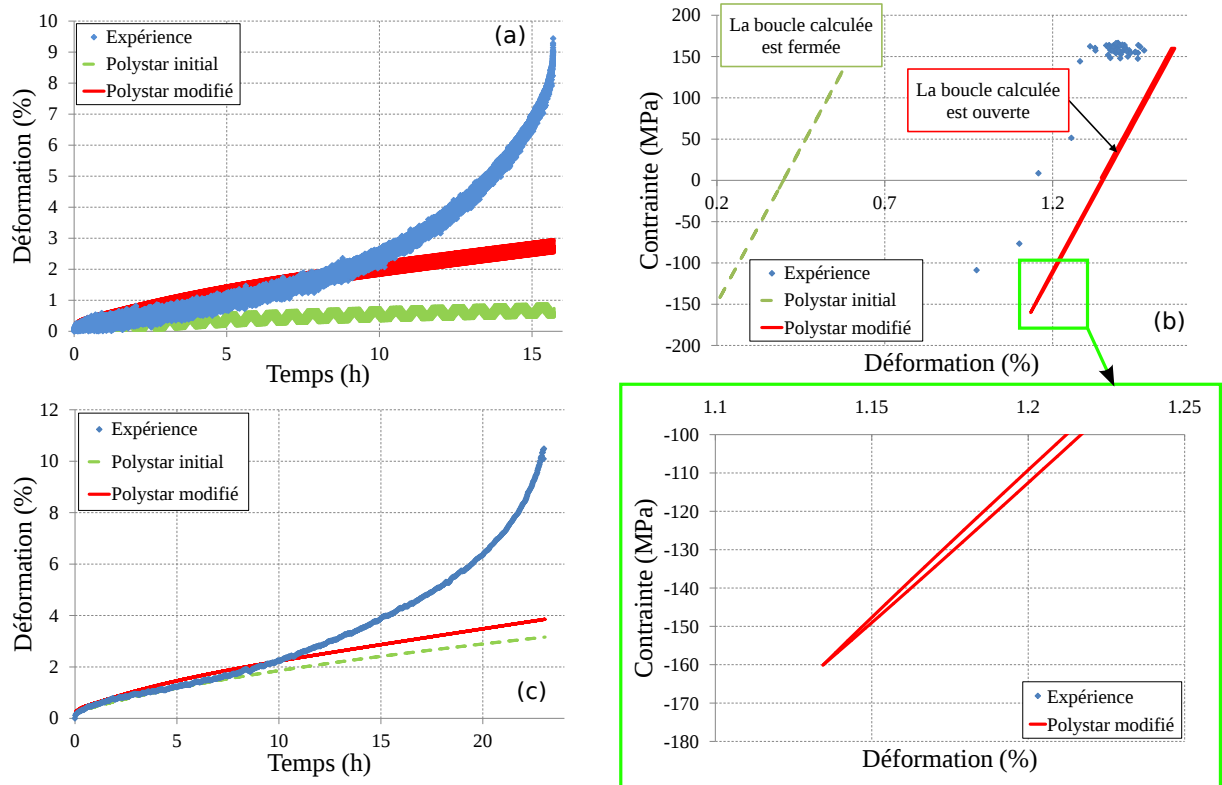 10
9
8
7
6
5
4
3
2
1
0
Déformation (%)
Expérience
Polystar initial
Polystar modifié
(a)
0
5
10
15
Temps (h)
200
150
100
50
0
-50
-100
-150
-200
Contrainte (MPa)
La boucle calculée
est fermée
La boucle calculée
est ouverte
0.2
0.7
1.2
Expérience
Polystar initial
Polystar modifié
(b)
Déformation (%)
12
10
8
6
4
2
0
Déformation (%)
Expérience
Polystar initial
Polystar modifié
(c)
0
5
10
15
20
Temps (h)
1.1
1.15
1.2
1.25
-100
-110
-120
-130
-140
-150
-160
-170
-180
Contrainte (MPa)
Expérience
Polystar modifié
Déformation (%)